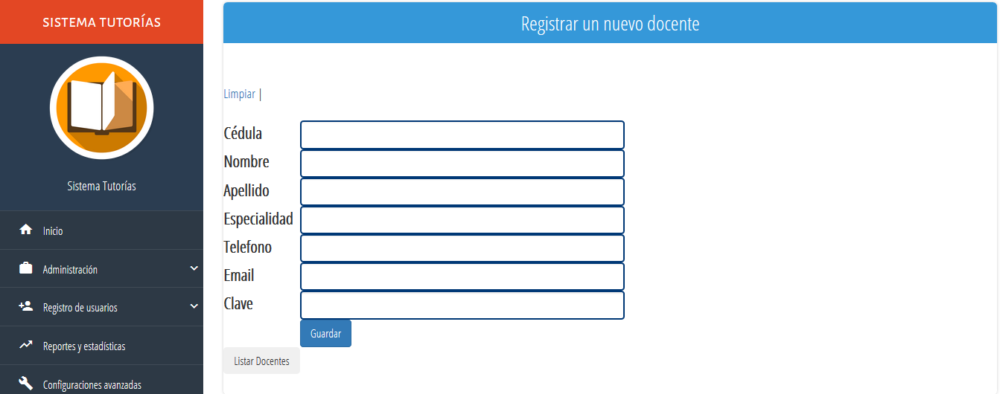 SISTEMA TUTORÍAS
Sistema Tutorías
Inicio
Administración
Registro de usuarios
Reportes y estadísticas
Configuraciones avanzadas
Registrar un nuevo docente
Limpiar |
Cédula
Nombre
Apellido
Especialidad
Telefono
Email
Clave
Guardar
Listar Docentes